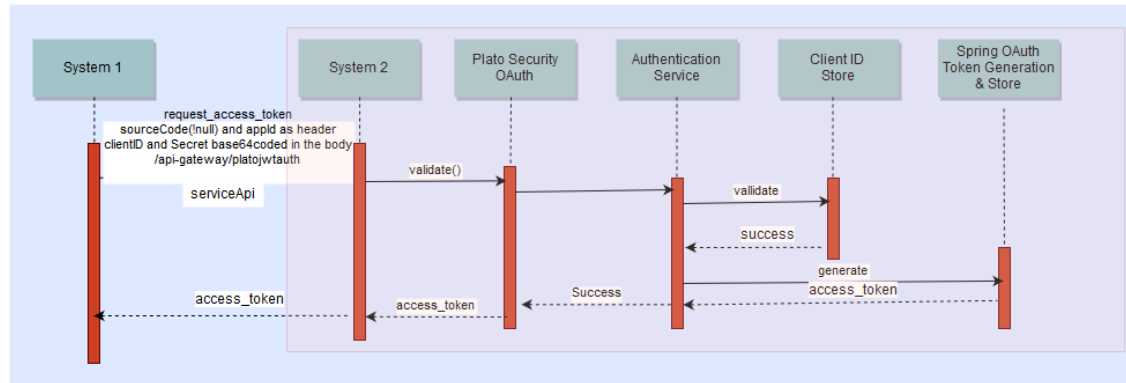 System 1
System 2
Plato Security
OAuth
Authentication
Service
Client ID
Store
Spring OAuth
Token Generation
& Store
request_access_token
sourceCode(!null) and appId as header
clientID and Secret base64coded in the body
/api-gateway/platojwtauth
serviceApi
validate()
vallidate
success
generate
access_token
Success
access_token
access_token